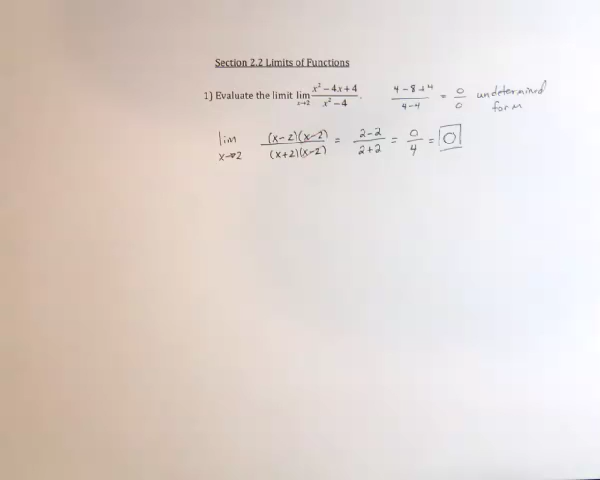 Section 2.2 Limits of Functions
1) Evaluate the limit lim x→2 (x² − 4x + 4)/(x² − 4). (4 − 8 + 4)/(4 − 4) = 0/0 undetermined form
lim x→2 (x−2)(x−2)/(x+2)(x−2) = (2−2)/(2+2) = 0/4 = 0